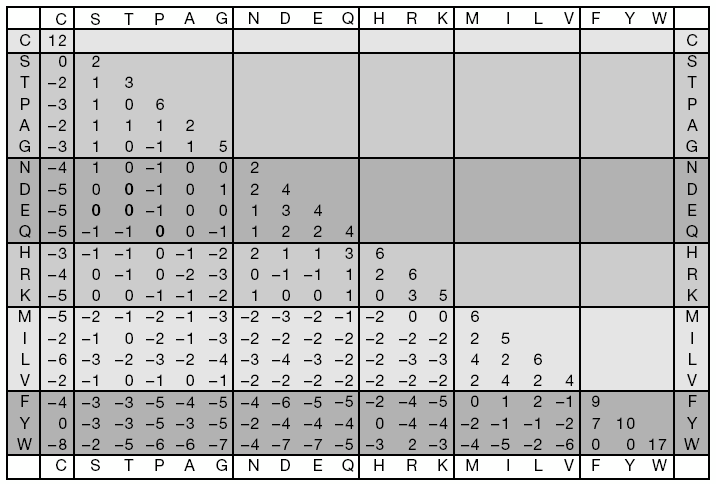 C S T P A G N D E Q H R K M I L V F Y W
C 12 C
S 0 2 S
T −2 1 3 T
P −3 1 0 6 P
A −2 1 1 1 2 A
G −3 1 0 −1 1 5 G
N −4 1 0 −1 0 0 2 N
D −5 0 0 −1 0 1 2 4 D
E −5 0 0 −1 0 0 1 3 4 E
Q −5 −1 −1 0 0 −1 1 2 2 4 Q
H −3 −1 −1 0 −1 −2 2 1 1 3 6 H
R −4 0 −1 0 −2 −3 0 −1 −1 1 2 6 R
K −5 0 0 −1 −1 −2 1 0 0 1 0 3 5 K
M −5 −2 −1 −2 −1 −3 −2 −3 −2 −1 −2 0 0 6 M
I −2 −1 0 −2 −1 −3 −2 −2 −2 −2 −2 −2 −2 2 5 I
L −6 −3 −2 −3 −2 −4 −3 −4 −3 −2 −2 −3 −3 4 2 6 L
V −2 −1 0 −1 0 −1 −2 −2 −2 −2 −2 −2 −2 2 4 2 4 V
F −4 −3 −3 −5 −4 −5 −4 −6 −5 −5 −2 −4 −5 0 1 2 −1 9 F
Y 0 −3 −3 −5 −3 −5 −2 −4 −4 −4 0 −4 −4 −2 −1 −1 −2 7 10 Y
W −8 −2 −5 −6 −6 −7 −4 −7 −7 −5 −3 2 −3 −4 −5 −2 −6 0 0 17 W
C S T P A G N D E Q H R K M I L V F Y W